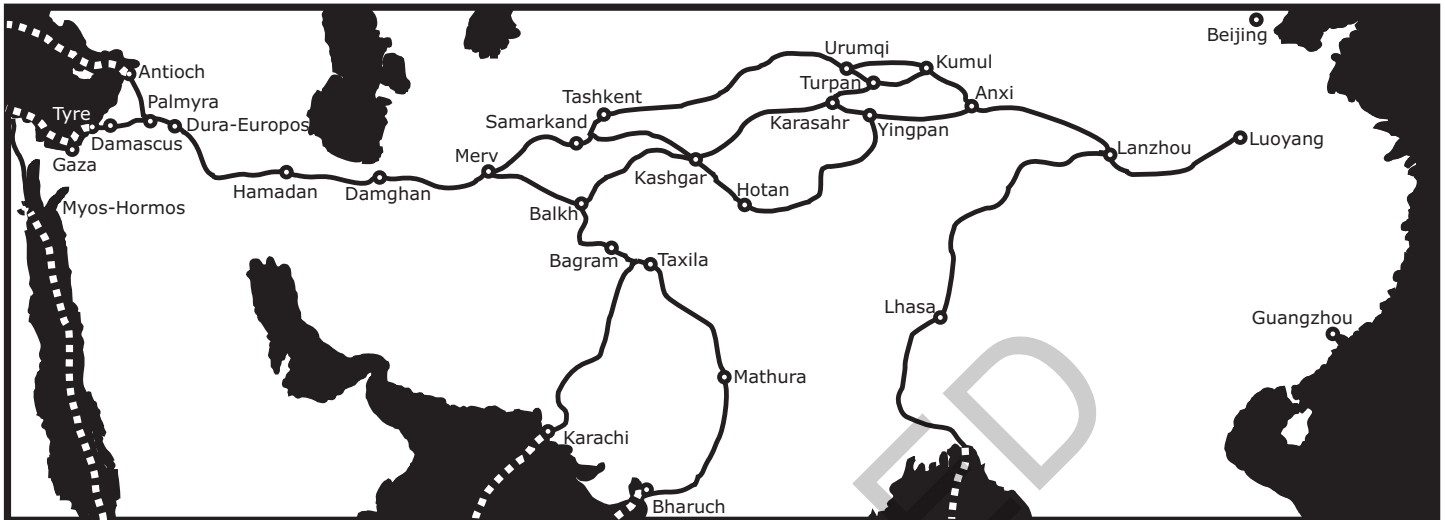 Beijing
Urumqi
Kumul
Antioch
Turpan
Anxi
Tashkent
Palmyra
Tyre
Samarkand
Karasahr
Dura-Europos
Yingpan
Damascus
Luoyang
Lanzhou
Merv
Gaza
Kashgar
Hotan
Hamadan
Damghan
Myos-Hormos
Balkh
Bagram
Taxila
Lhasa
Guangzhou
Mathura
ED
Karachi
Bharuch